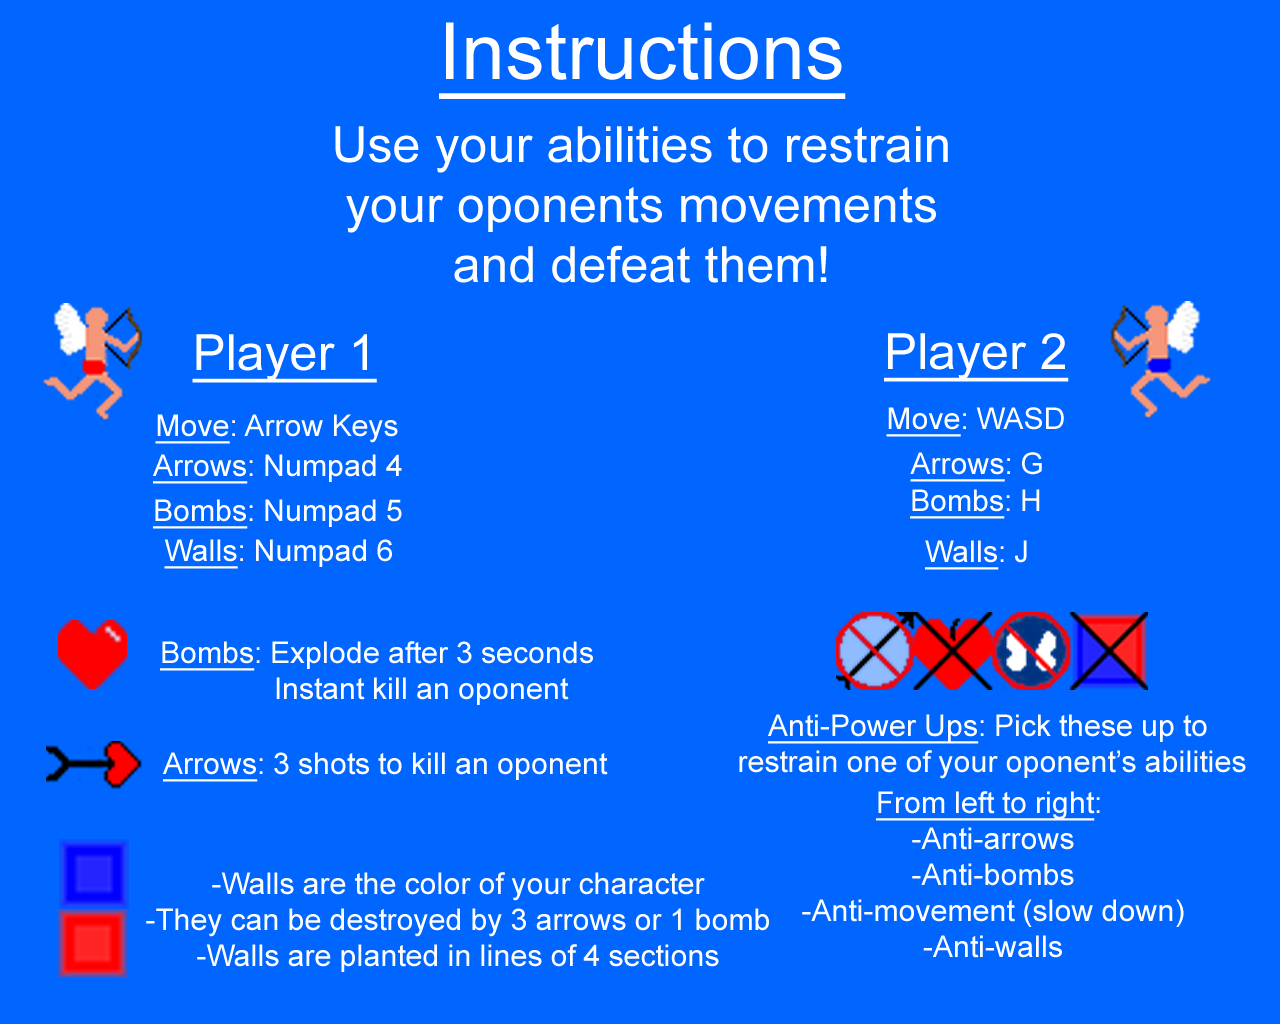 Instructions
Use your abilities to restrain
your oponents movements
and defeat them!
Player 1
Move: Arrow Keys
Arrows: Numpad 4
Bombs: Numpad 5
Walls: Numpad 6
Player 2
Move: WASD
Arrows: G
Bombs: H
Walls: J
Bombs: Explode after 3 seconds
Instant kill an oponent
Arrows: 3 shots to kill an oponent
-Walls are the color of your character
-They can be destroyed by 3 arrows or 1 bomb
-Walls are planted in lines of 4 sections
Anti-Power Ups: Pick these up to
restrain one of your oponent’s abilities
From left to right:
-Anti-arrows
-Anti-bombs
-Anti-movement (slow down)
-Anti-walls